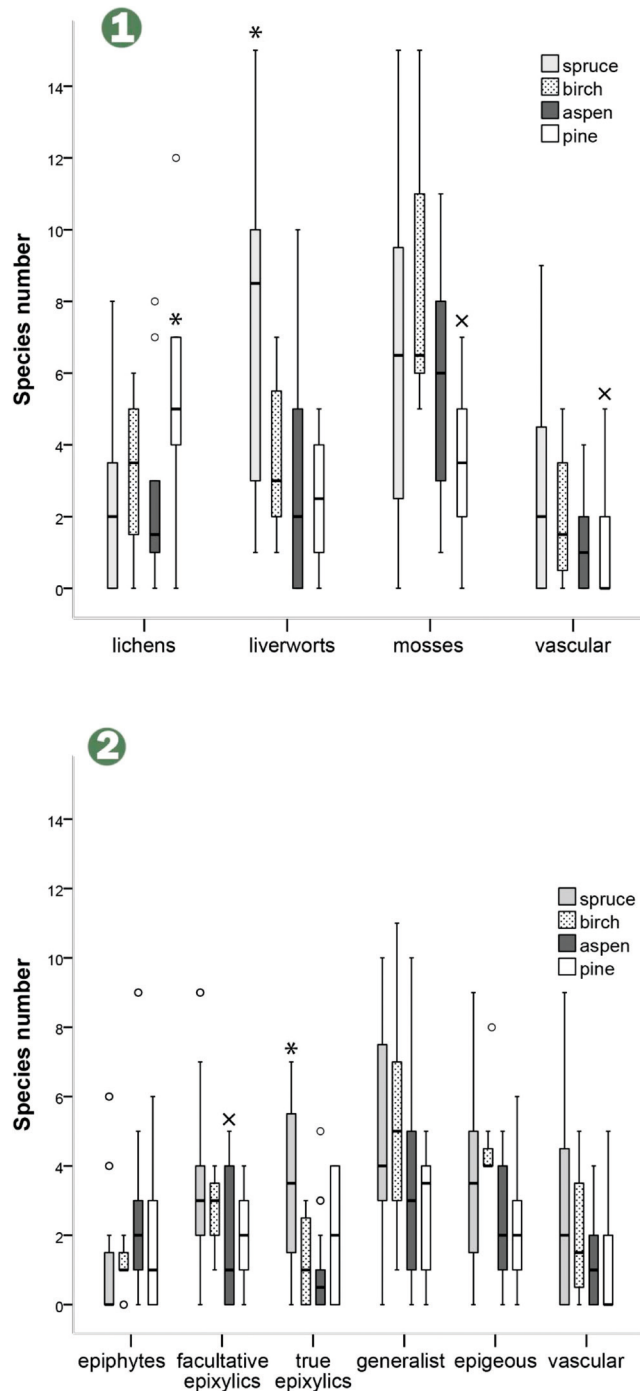 1
spruce
birch
aspen
pine
Species number
14
12
10
8
6
4
2
0
lichens liverworts mosses vascular
2
spruce
birch
aspen
pine
Species number
14
12
10
8
6
4
2
0
epiphytes facultative true generalist epigeous vascular
epixylics epixylics